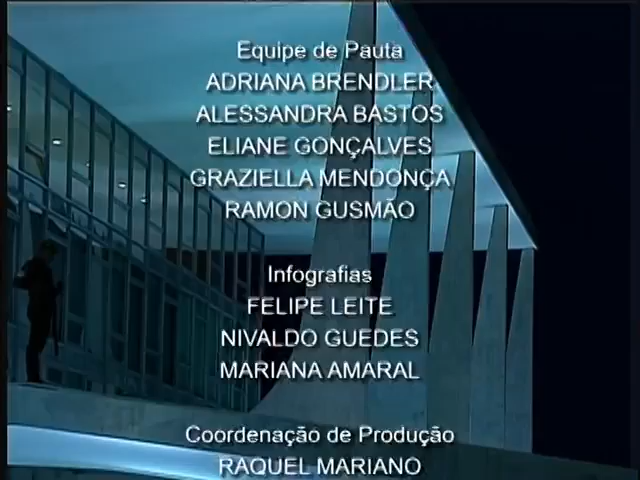 Equipe de Pauta
ADRIANA BRENDLER
ALESSANDRA BASTOS
ELIANE GONÇALVES
GRAZIELLA MENDONÇA
RAMON GUSMÃO
Infografias
FELIPE LEITE
NIVALDO GUEDES
MARIANA AMARAL
Coordenação de Produção
RAQUEL MARIANO